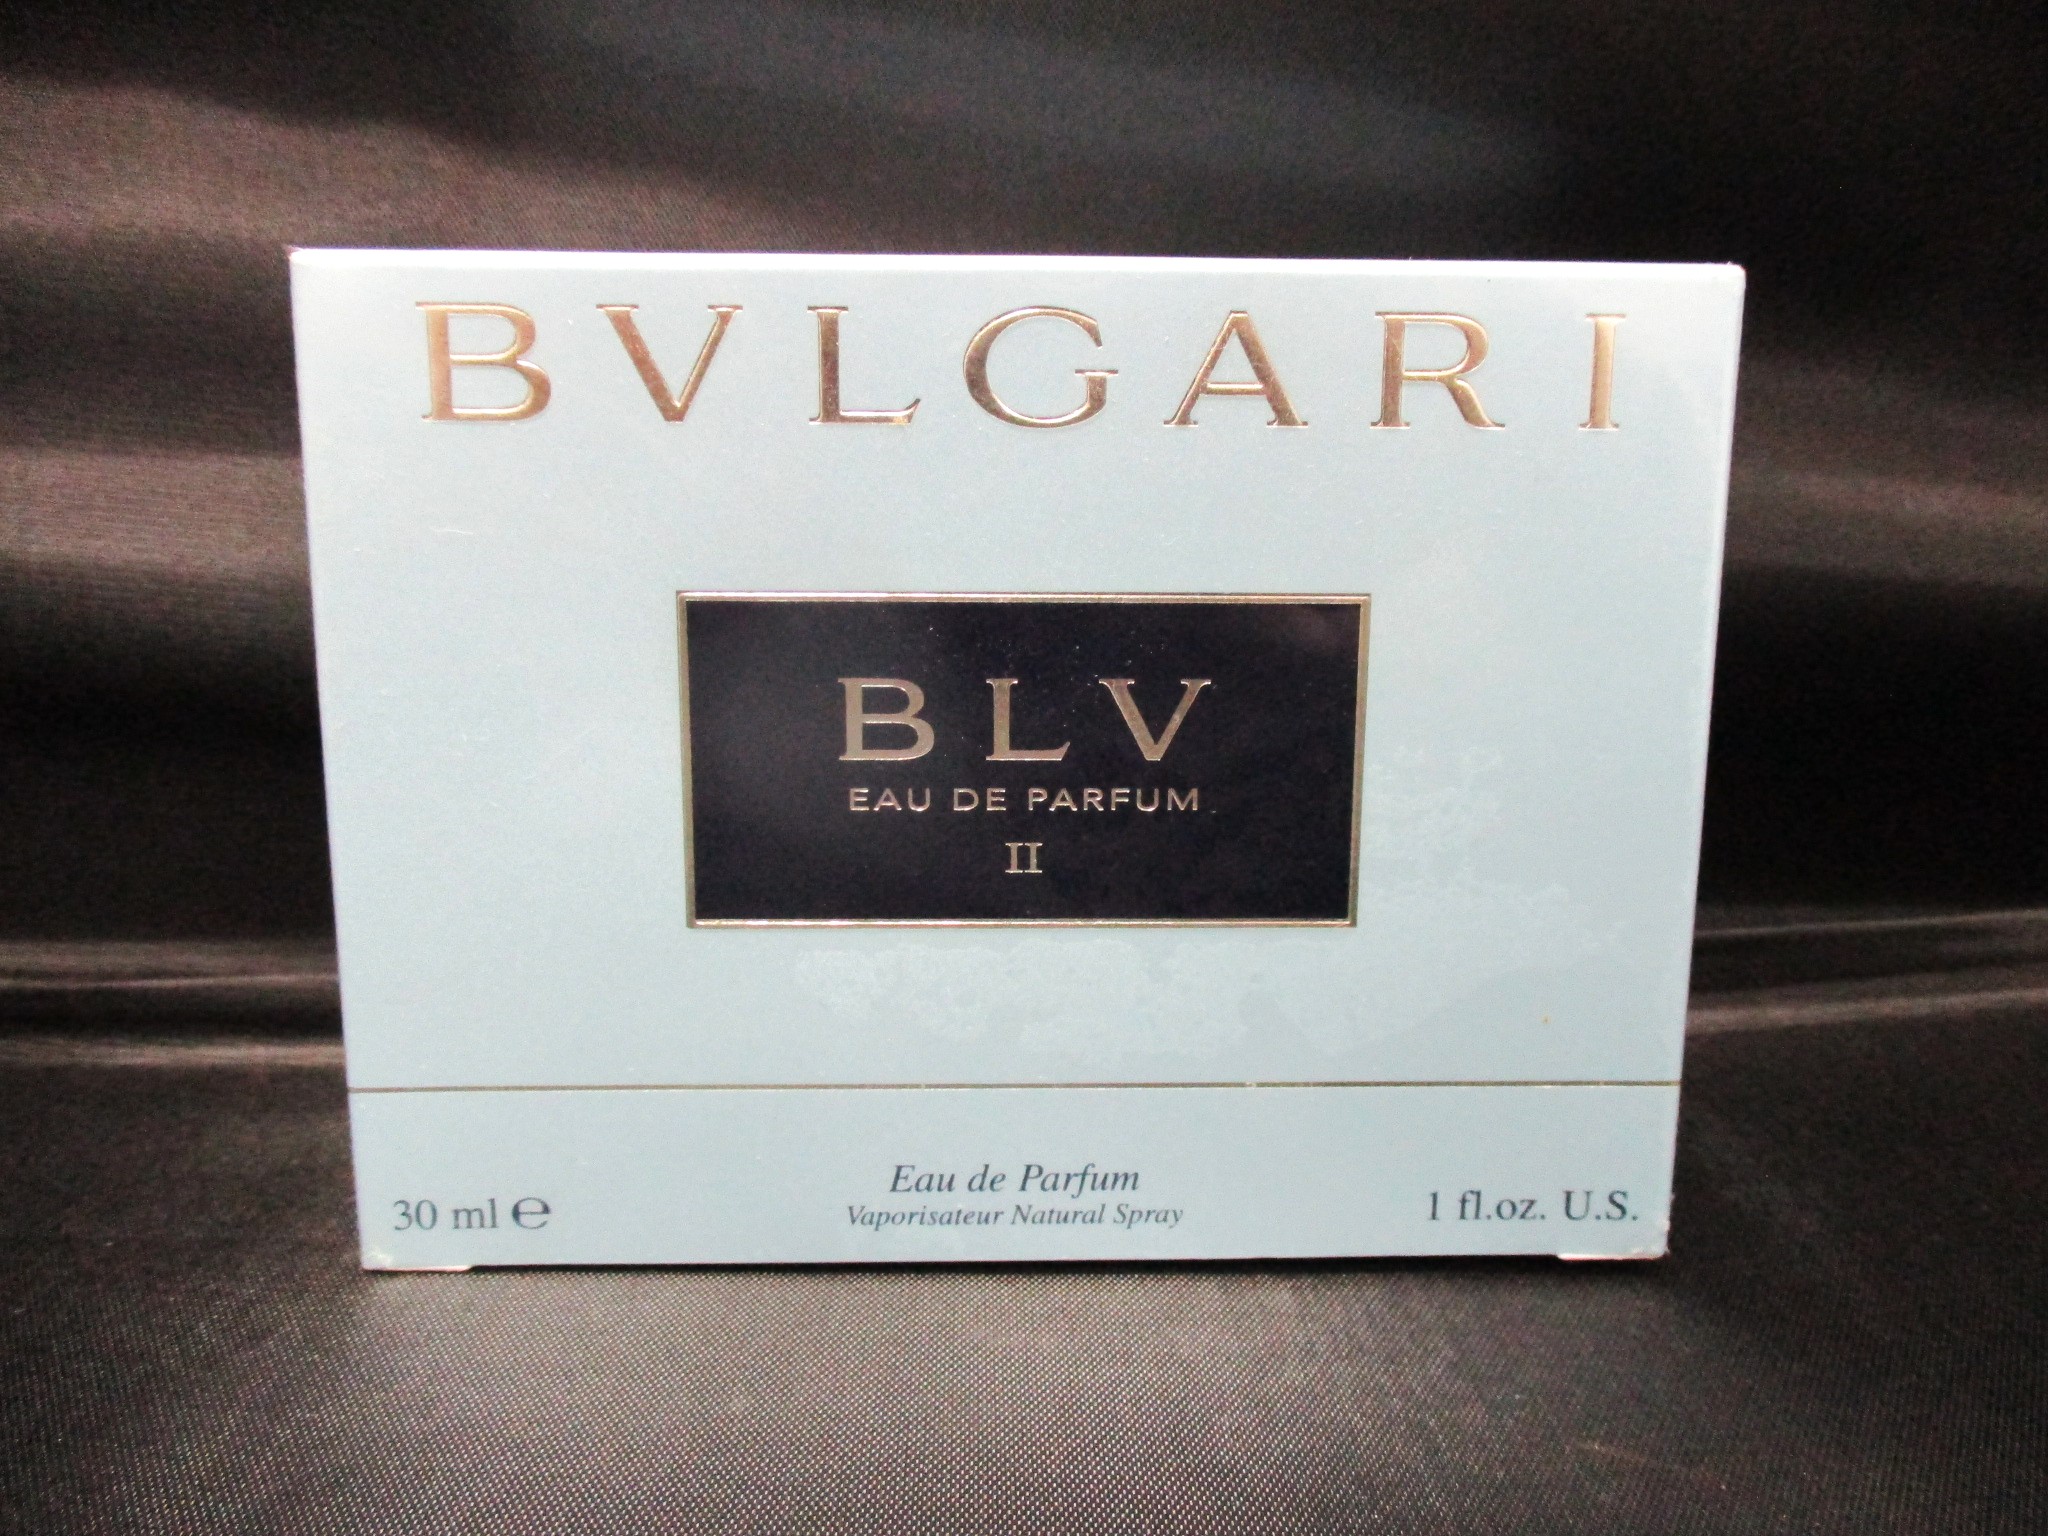 BVLGARI
BLV
EAU DE PARFUM
II
Eau de Parfum
Vaporisateur Natural Spray
30 ml ℮
1 fl.oz. U.S.